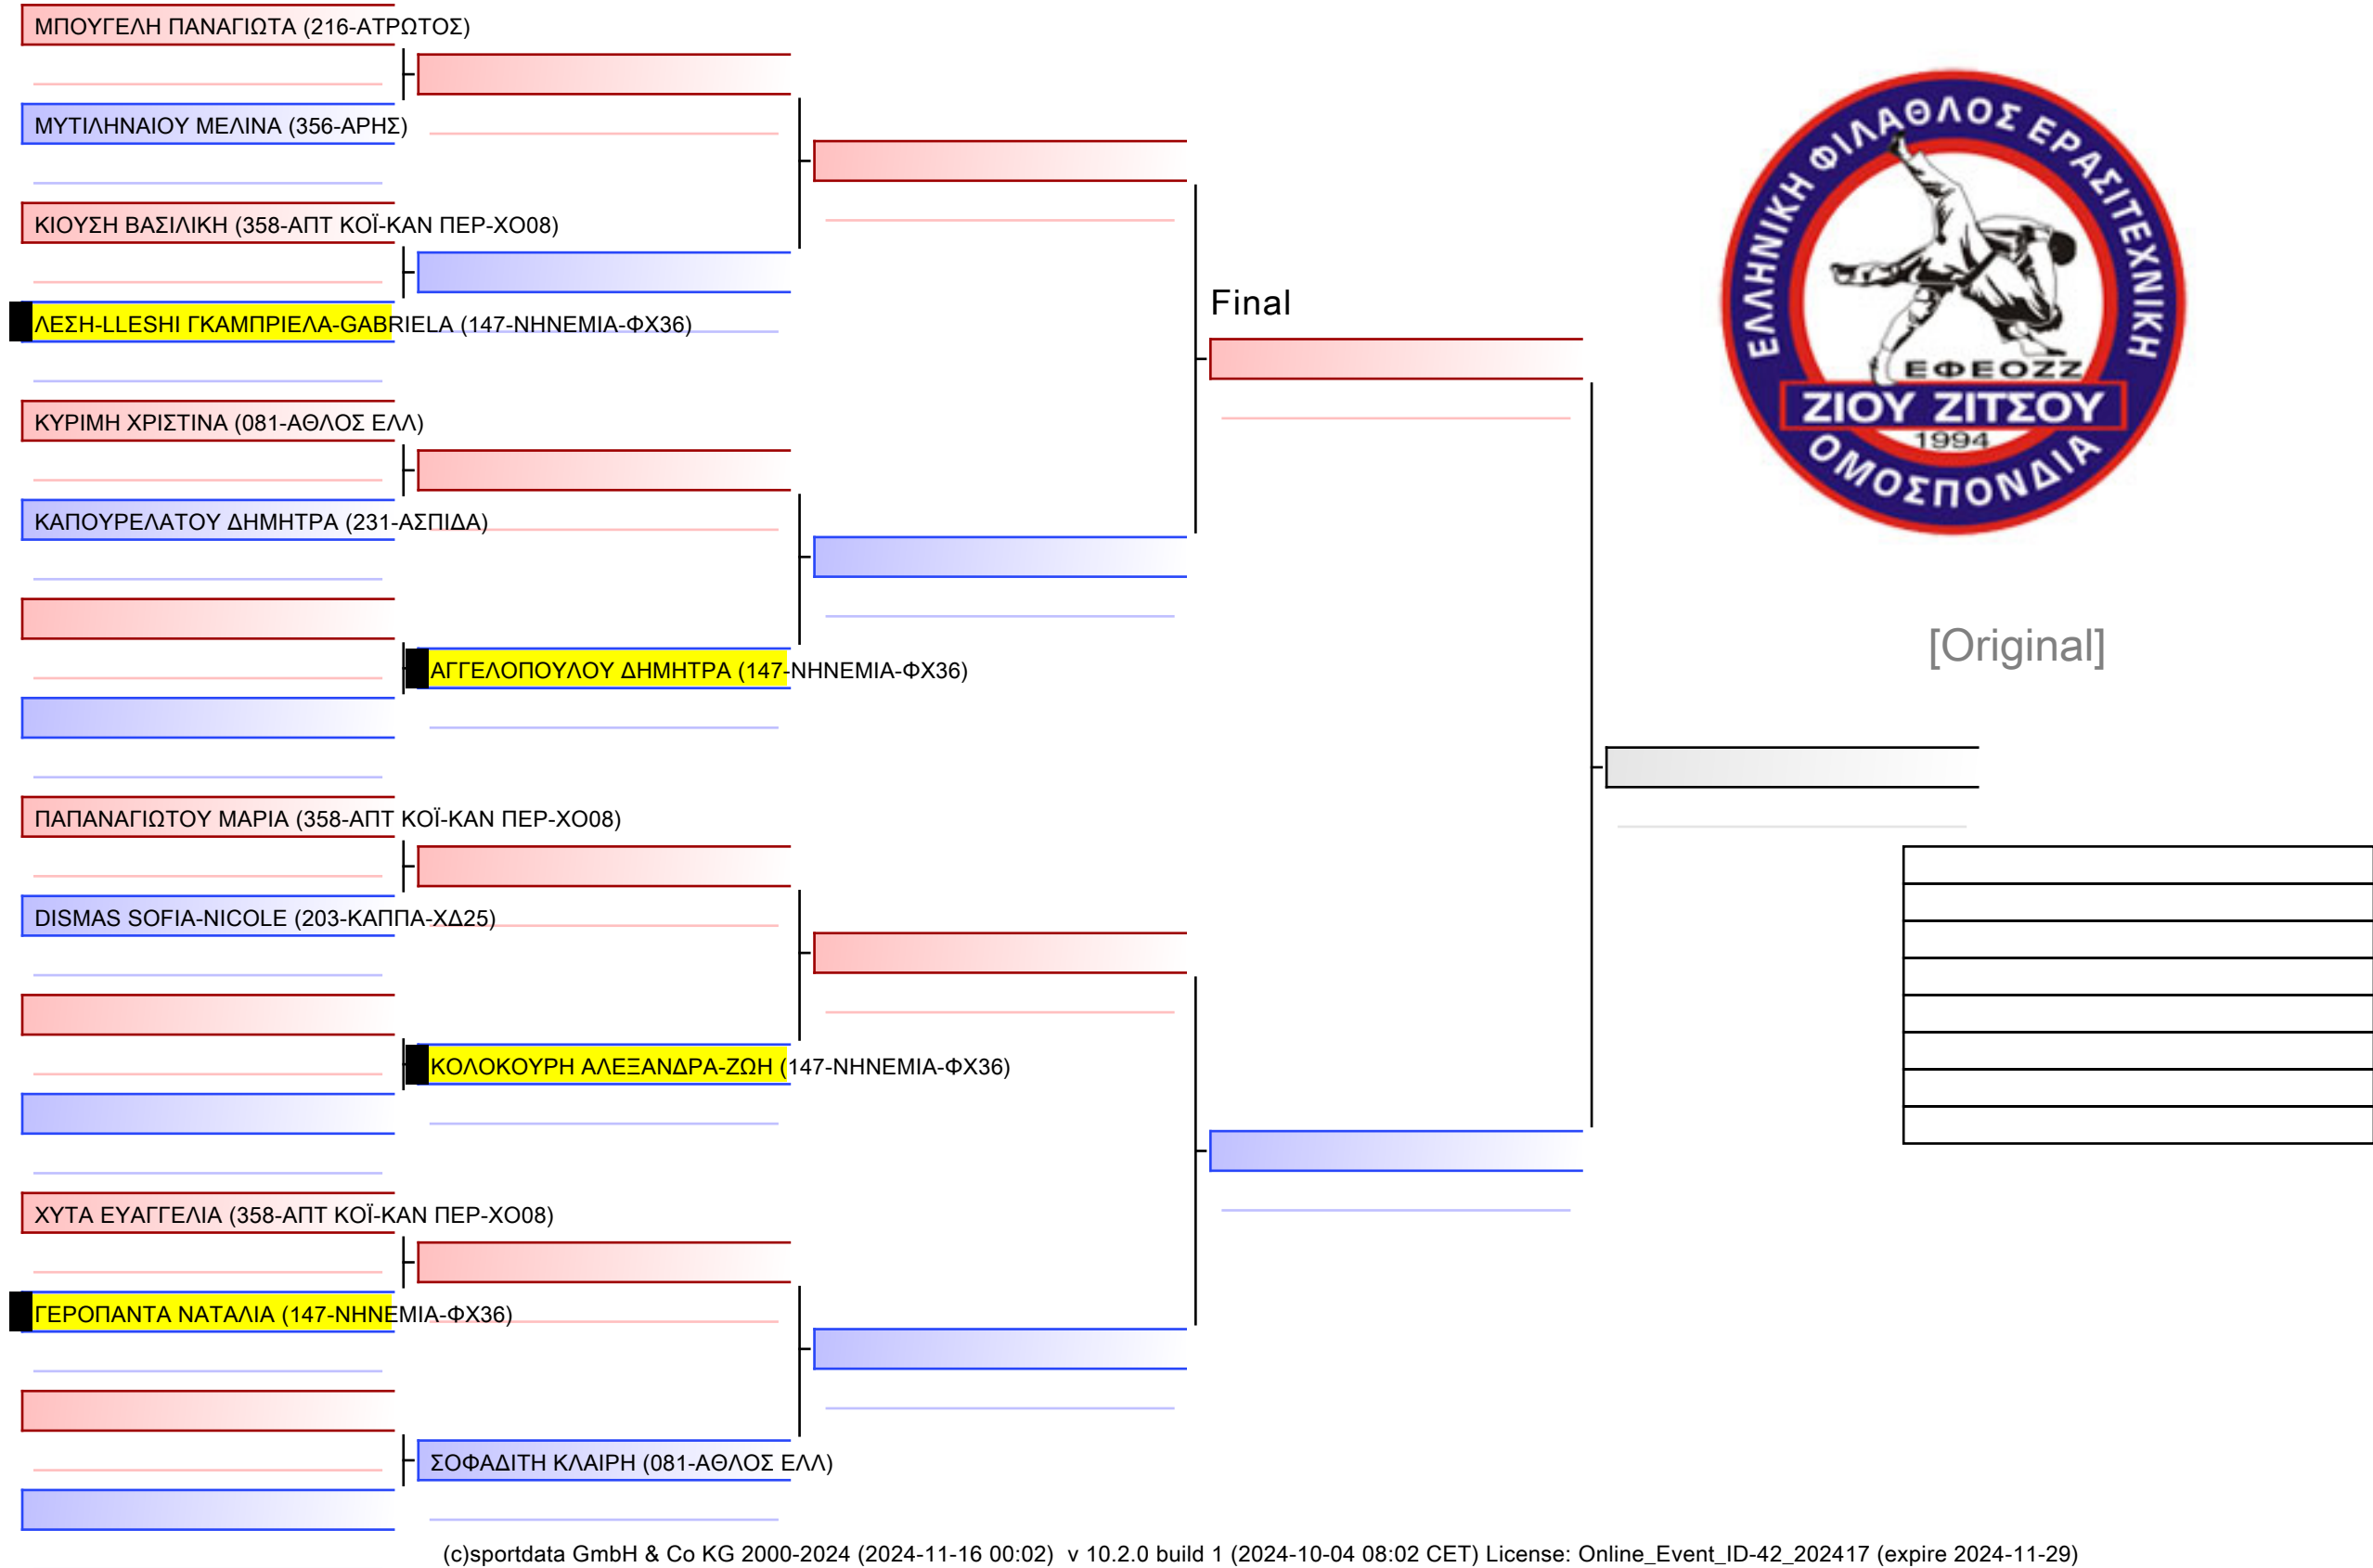 ΜΠΟΥΓΕΛΗ ΠΑΝΑΓΙΩΤΑ (216-ΑΤΡΩΤΟΣ)
ΜΥΤΙΛΗΝΑΙΟΥ ΜΕΛΙΝΑ (356-ΑΡΗΣ)
ΚΙΟΥΣΗ ΒΑΣΙΛΙΚΗ (358-ΑΠΤ ΚΟΪ-ΚΑΝ ΠΕΡ-ΧΟ08)
ΛΕΣΗ-LLESHI ΓΚΑΜΠΡΙΕΛΑ-GABRIELA (147-ΝΗΝΕΜΙΑ-ΦΧ36)
ΚΥΡΙΜΗ ΧΡΙΣΤΙΝΑ (081-ΑΘΛΟΣ ΕΛΛ)
ΚΑΠΟΥΡΕΛΑΤΟΥ ΔΗΜΗΤΡΑ (231-ΑΣΠΙΔΑ)
ΑΓΓΕΛΟΠΟΥΛΟΥ ΔΗΜΗΤΡΑ (147-ΝΗΝΕΜΙΑ-ΦΧ36)
ΠΑΠΑΝΑΓΙΩΤΟΥ ΜΑΡΙΑ (358-ΑΠΤ ΚΟΪ-ΚΑΝ ΠΕΡ-ΧΟ08)
DISMAS SOFIA-NICOLE (203-ΚΑΠΠΑ-ΧΔ25)
ΚΟΛΟΚΟΥΡΗ ΑΛΕΞΑΝΔΡΑ-ΖΩΗ (147-ΝΗΝΕΜΙΑ-ΦΧ36)
ΧΥΤΑ ΕΥΑΓΓΕΛΙΑ (358-ΑΠΤ ΚΟΪ-ΚΑΝ ΠΕΡ-ΧΟ08)
ΓΕΡΟΠΑΝΤΑ ΝΑΤΑΛΙΑ (147-ΝΗΝΕΜΙΑ-ΦΧ36)
ΣΟΦΑΔΙΤΗ ΚΛΑΙΡΗ (081-ΑΘΛΟΣ ΕΛΛ)
Final
ΕΛΛΗΝΙΚΗ ΦΙΛΑΘΛΟΣ ΕΡΑΣΙΤΕΧΝΙΚΗ
ΕΦΕΟΖΖ
ΖΙΟΥ ΖΙΤΣΟΥ
1994
ΟΜΟΣΠΟΝΔΙΑ
[Original]
(c)sportdata GmbH & Co KG 2000-2024 (2024-11-16 00:02) v 10.2.0 build 1 (2024-10-04 08:02 CET) License: Online_Event_ID-42_202417 (expire 2024-11-29)